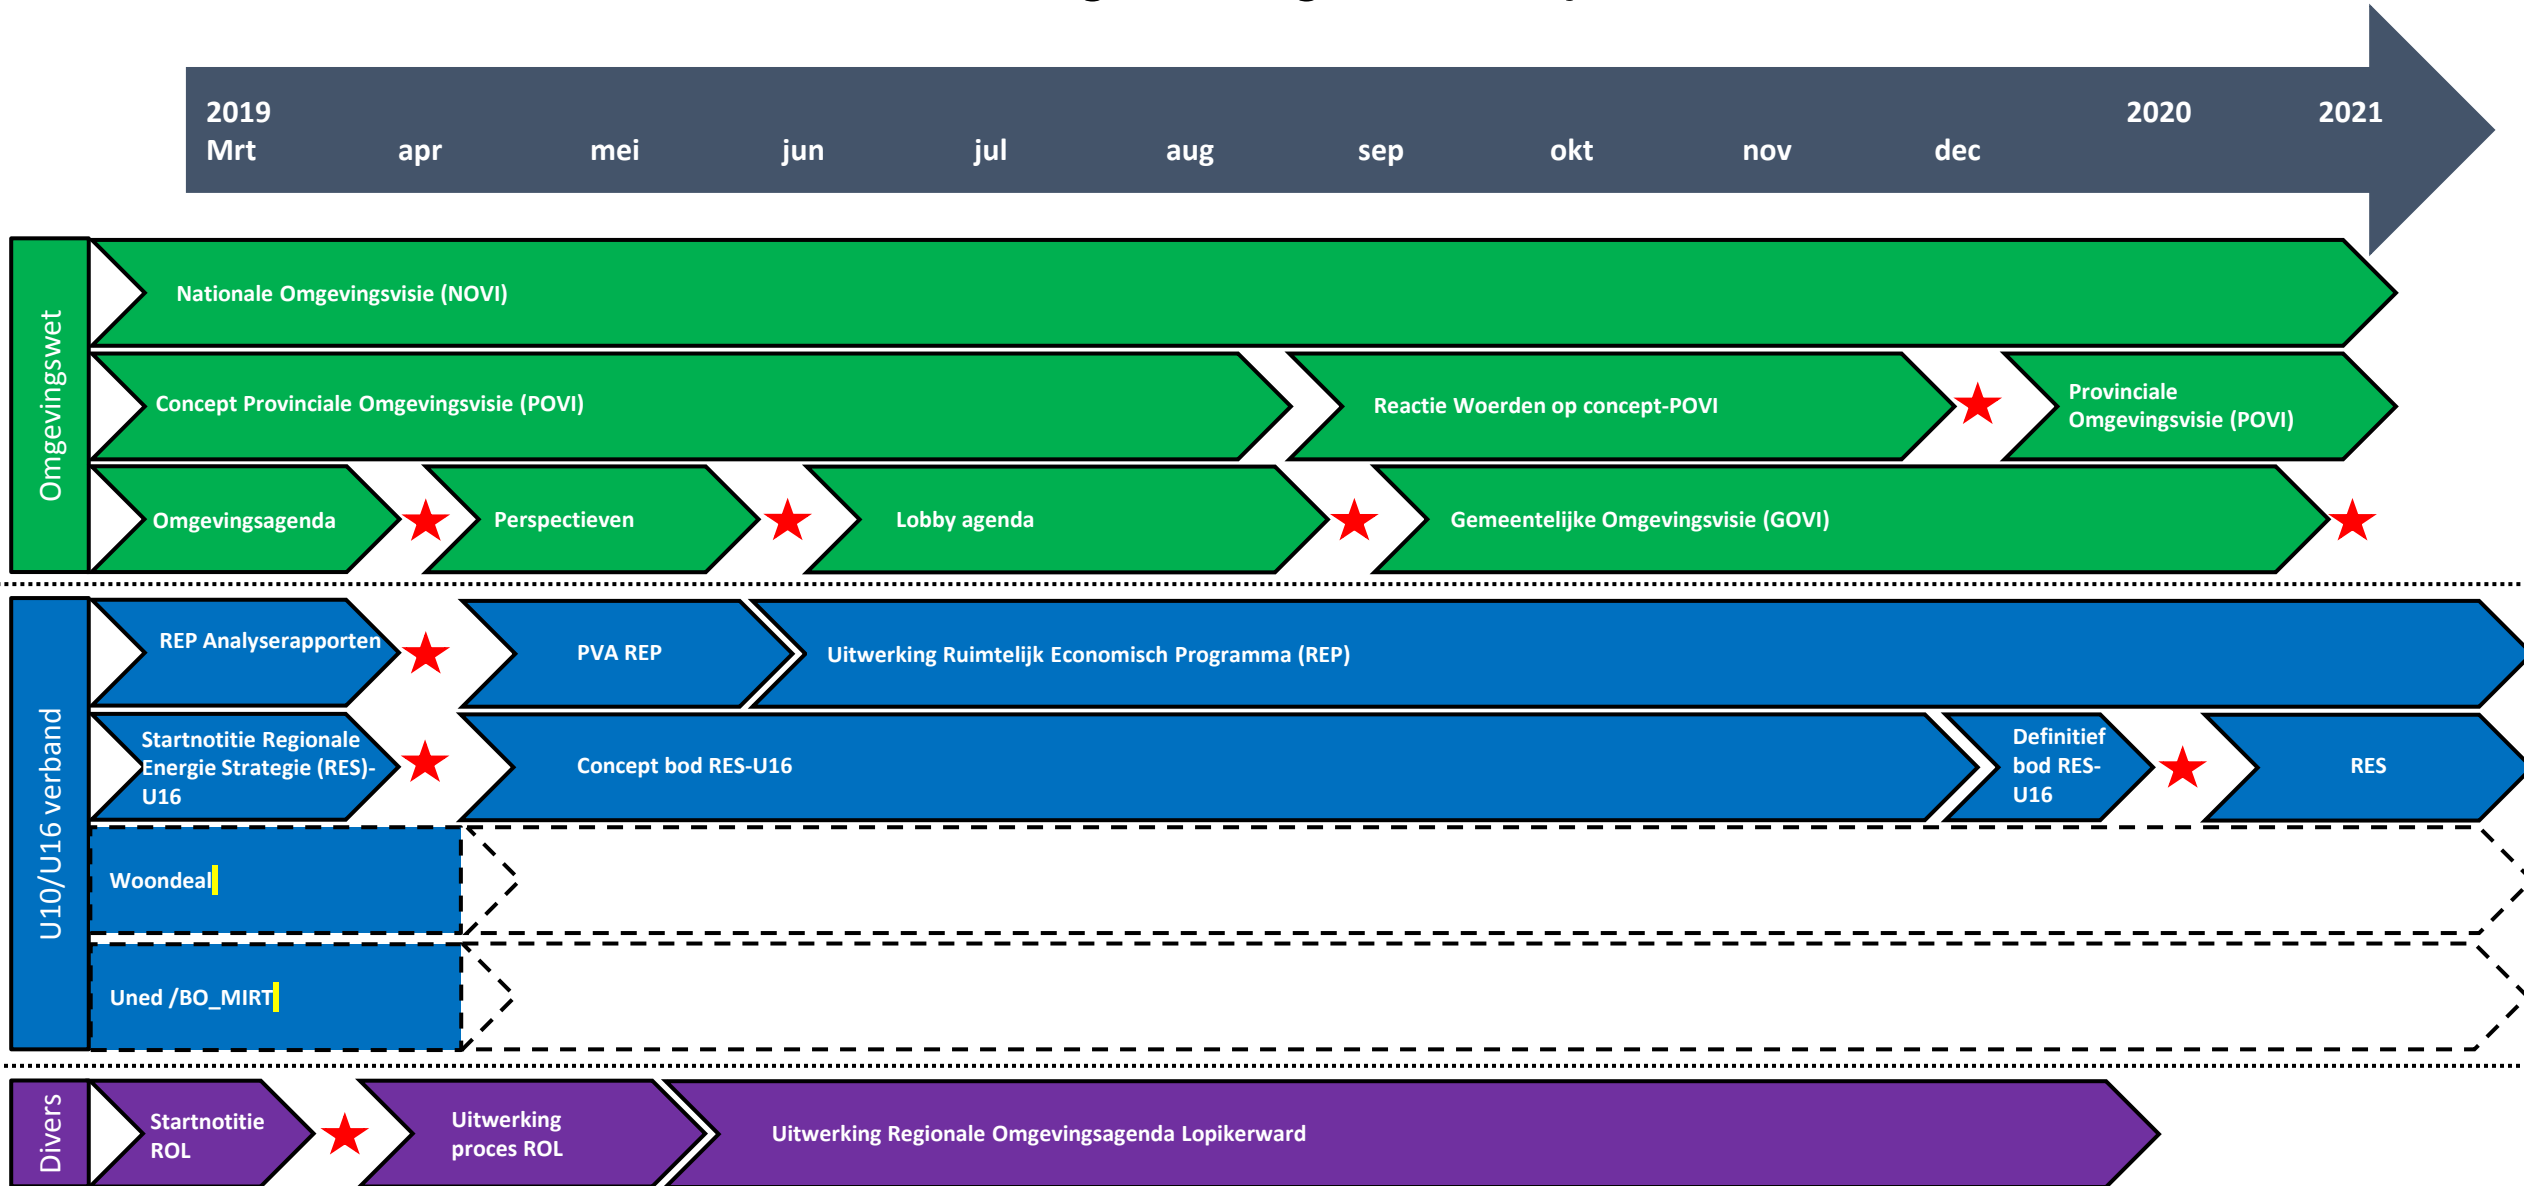 2019
2020
2021
Mrt
apr
mei
jun
jul
aug
sep
okt
nov
dec
Omgevingswet
Nationale Omgevingsvisie (NOVI)
Concept Provinciale Omgevingsvisie (POVI)
Reactie Woerden op concept-POVI
Provinciale
Omgevingsvisie (POVI)
Omgevingsagenda
Perspectieven
Lobby agenda
Gemeentelijke Omgevingsvisie (GOVI)
U10/U16 verband
REP Analyserapporten
PVA REP
Uitwerking Ruimtelijk Economisch Programma (REP)
Startnotitie Regionale
Energie Strategie (RES)-
U16
Concept bod RES-U16
Definitief
bod RES-
U16
RES
Woondeal
Uned /BO_MIRT
Divers
Startnotitie
ROL
Uitwerking
proces ROL
Uitwerking Regionale Omgevingsagenda Lopikerward